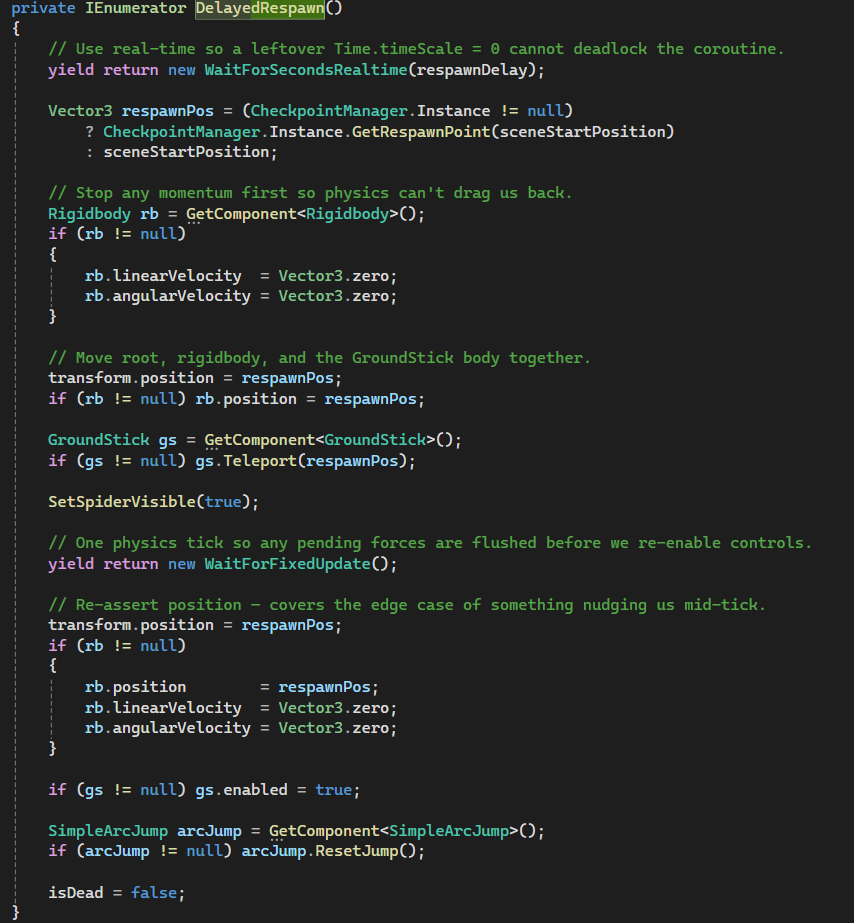 private IEnumerator DelayedRespawn()
{
    // Use real-time so a leftover Time.timeScale = 0 cannot deadlock the coroutine.
    yield return new WaitForSecondsRealtime(respawnDelay);

    Vector3 respawnPos = (CheckpointManager.Instance != null)
        ? CheckpointManager.Instance.GetRespawnPoint(sceneStartPosition)
        : sceneStartPosition;

    // Stop any momentum first so physics can't drag us back.
    Rigidbody rb = GetComponent<Rigidbody>();
    if (rb != null)
    {
        rb.linearVelocity  = Vector3.zero;
        rb.angularVelocity = Vector3.zero;
    }

    // Move root, rigidbody, and the GroundStick body together.
    transform.position = respawnPos;
    if (rb != null) rb.position = respawnPos;

    GroundStick gs = GetComponent<GroundStick>();
    if (gs != null) gs.Teleport(respawnPos);

    SetSpiderVisible(true);

    // One physics tick so any pending forces are flushed before we re-enable controls.
    yield return new WaitForFixedUpdate();

    // Re-assert position – covers the edge case of something nudging us mid-tick.
    transform.position = respawnPos;
    if (rb != null)
    {
        rb.position        = respawnPos;
        rb.linearVelocity  = Vector3.zero;
        rb.angularVelocity = Vector3.zero;
    }

    if (gs != null) gs.enabled = true;

    SimpleArcJump arcJump = GetComponent<SimpleArcJump>();
    if (arcJump != null) arcJump.ResetJump();

    isDead = false;
}